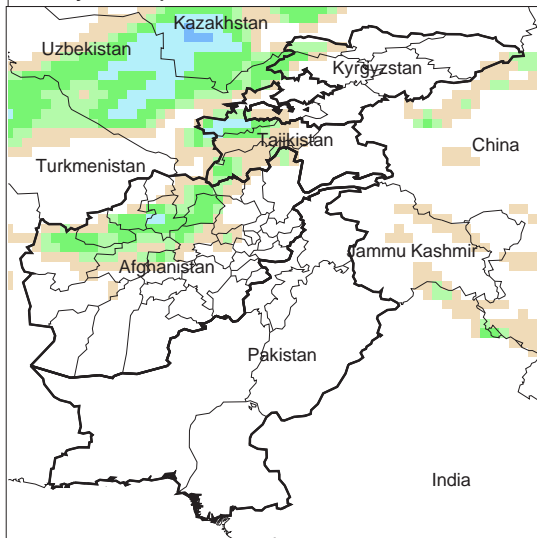 Kazakhstan
Uzbekistan
Kyrgyzstan
Tajikistan
China
Turkmenistan
Jammu Kashmir
Afghanistan
Pakistan
India